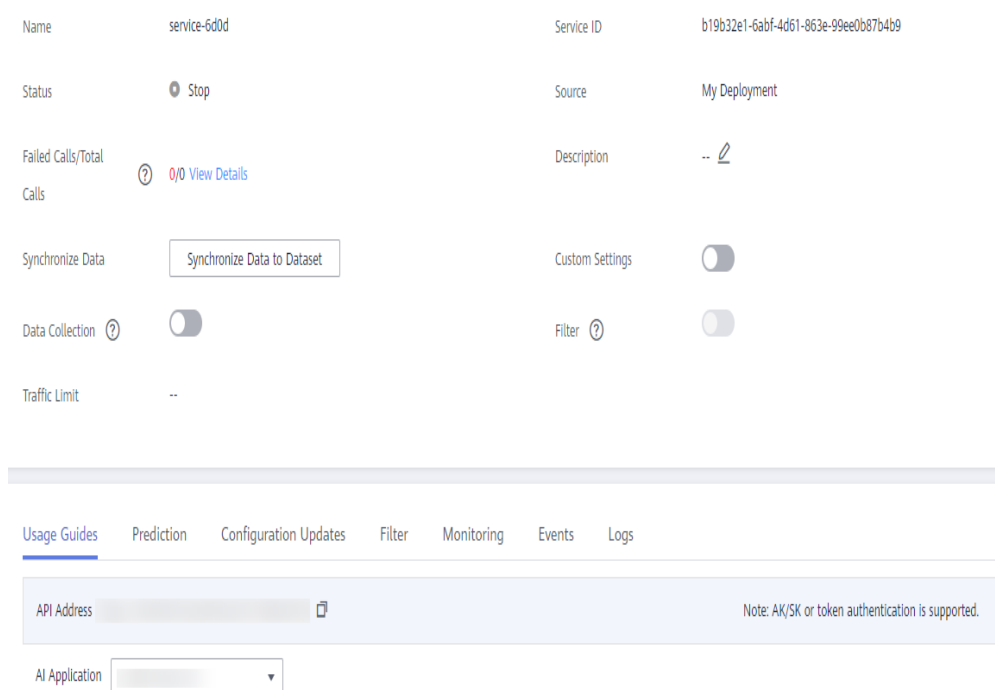 Name service-6d0d Service ID b19b32e1-6abf-4d61-863e-99ee0b87b4b9
Status Stop Source My Deployment
Failed Calls/Total
Calls
? 0/0 View Details Description --
Synchronize Data Synchronize Data to Dataset Custom Settings
Data Collection ? Filter ?
Traffic Limit --
Usage Guides Prediction Configuration Updates Filter Monitoring Events Logs
API Address Note: AK/SK or token authentication is supported.
AI Application